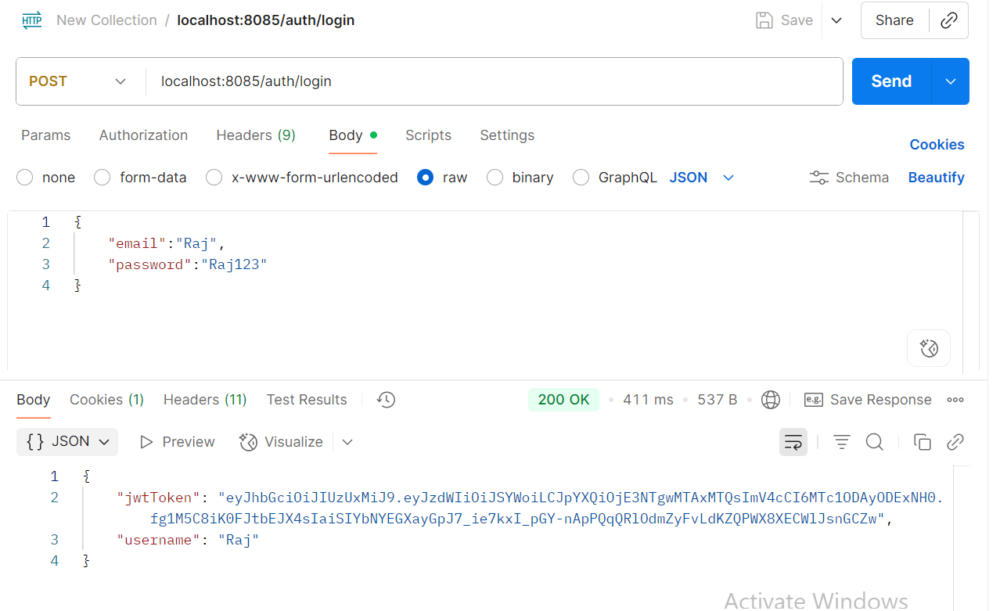 HTTP New Collection / localhost:8085/auth/login Save Share
POST localhost:8085/auth/login Send
Params Authorization Headers (9) Body Scripts Settings Cookies
none form-data x-www-form-urlencoded raw binary GraphQL JSON Schema Beautify
1 {
2 "email":"Raj",
3 "password":"Raj123"
4 }
Body Cookies (1) Headers (11) Test Results 200 OK • 411 ms • 537 B • e.g. Save Response
{} JSON Preview Visualize
1 {
2 "jwtToken": "eyJhbGciOiJIUzUxMiJ9.eyJzdWIiOiJSYWoiLCJpYXQiOjE3NTgwMTAxMTQsImV4cCI6MTc1ODAyODExNH0.
fg1M5C8iK0FJtbEJX4sIaiSIYbNYEGXayGpJ7_ie7kxI_pGY-nApPQqQRlOdmZyFvLdKZQPWX8XECWlJsnGCZw",
3 "username": "Raj"
4 }
Activate Windows